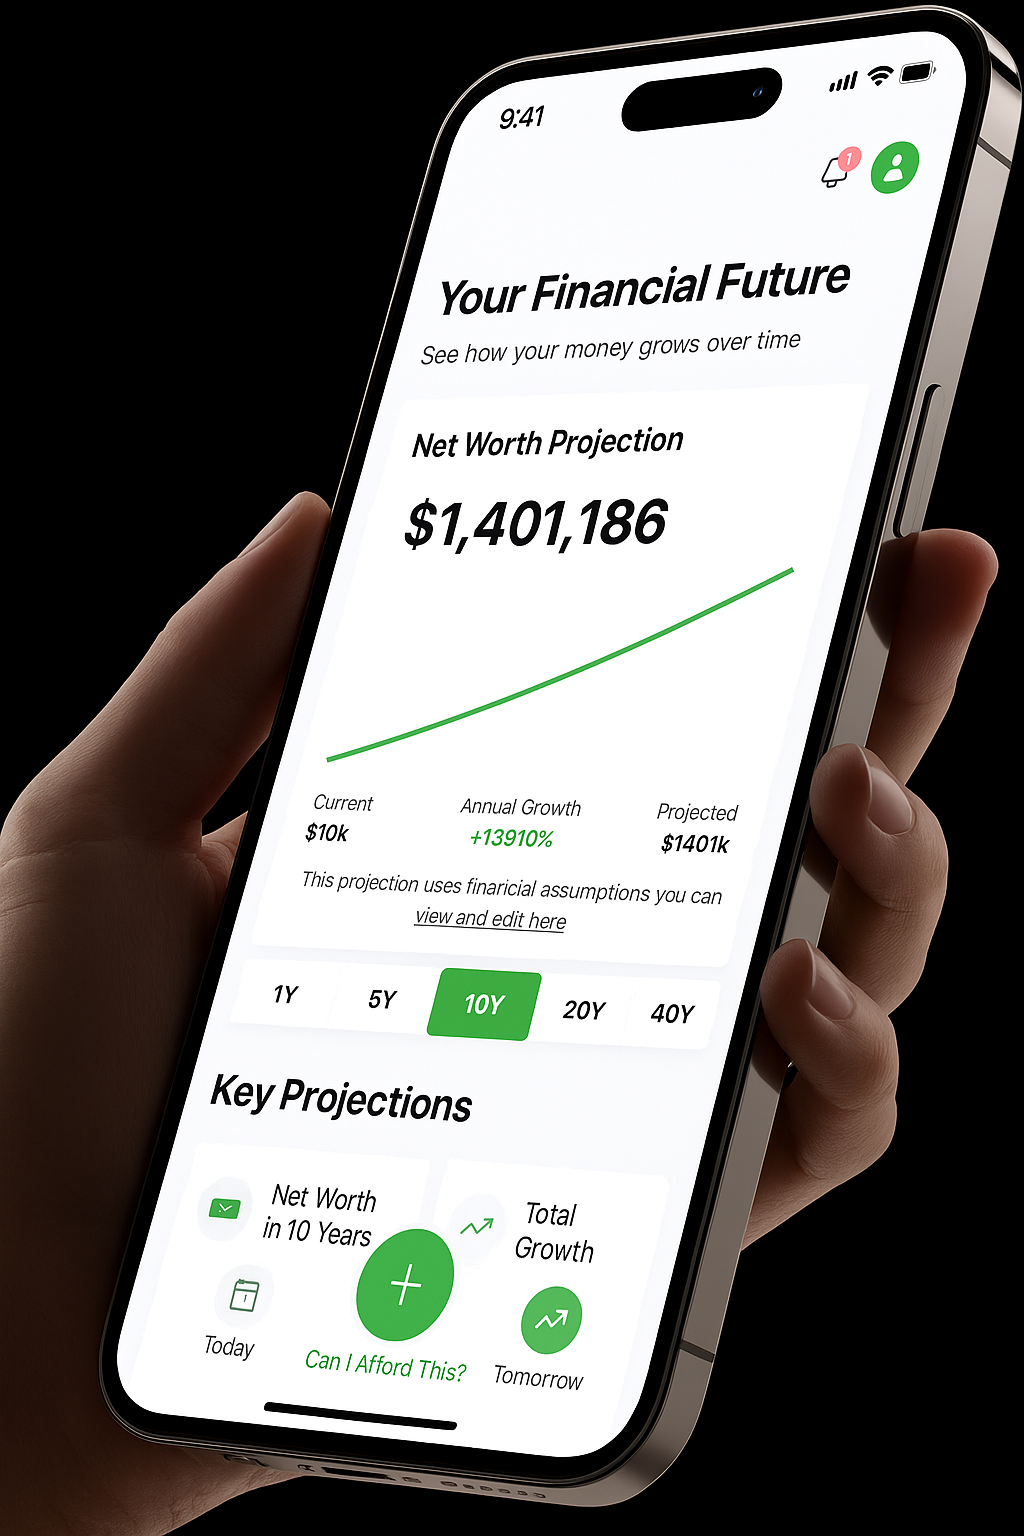 9:41
1
Your Financial Future
See how your money grows over time
Net Worth Projection
$1,401,186
Current
Annual Growth
Projected
$10k
+13910%
$1401k
This projection uses finaricial assumptions you can
view and edit here
1Y
5Y
10Y
20Y
40Y
Key Projections
Net Worth
in 10 Years
Total
Growth
1
Today
Can I Afford This?
Tomorrow